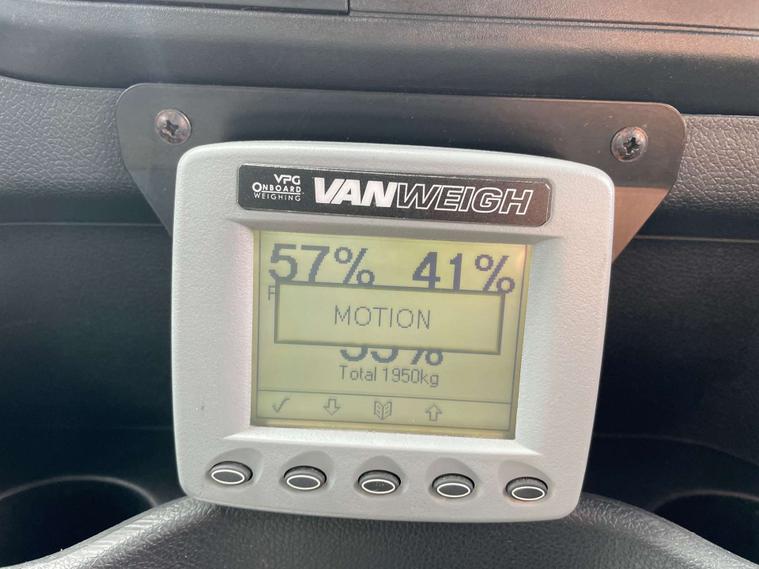 VPG
ONBOARD
WEIGHING
VANWEIGH
57% 41%
MOTION
Total 1950kg